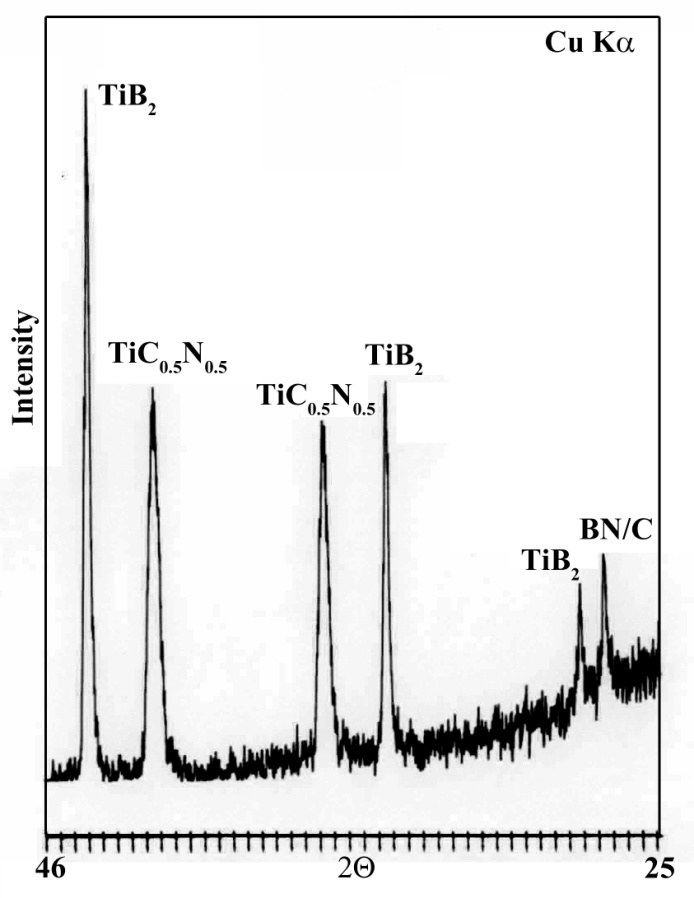 Cu Kα
TiB₂
TiC₀.₅N₀.₅
TiB₂
TiC₀.₅N₀.₅
BN/C
TiB₂
Intensity
46 2Θ 25